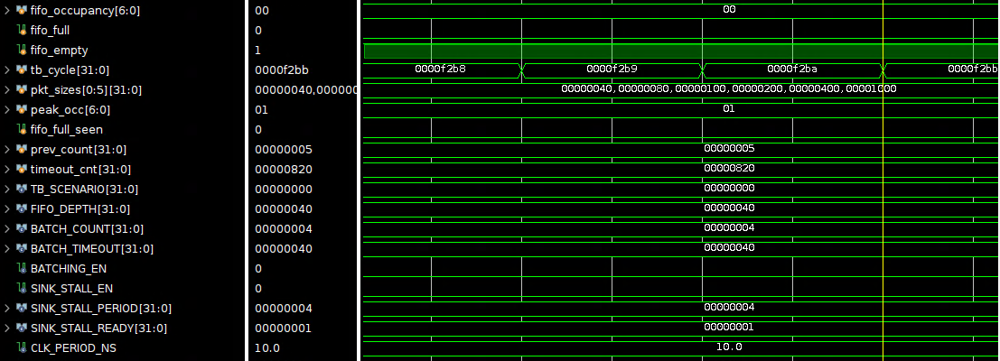 fifo_occupancy[6:0] 00 00
fifo_full 0
fifo_empty 1
tb_cycle[31:0] 0000f2bb 0000f2b8 0000f2b9 0000f2ba 0000f2bb
pkt_sizes[0:5][31:0] 00000040,000000 00000040,00000080,00000100,00000200,00000400,00001000
peak_occ[6:0] 01 01
fifo_full_seen 0
prev_count[31:0] 00000005 00000005
timeout_cnt[31:0] 00000820 00000820
TB_SCENARIO[31:0] 00000000 00000000
FIFO_DEPTH[31:0] 00000040 00000040
BATCH_COUNT[31:0] 00000004 00000004
BATCH_TIMEOUT[31:0] 00000040 00000040
BATCHING_EN 0
SINK_STALL_EN 0
SINK_STALL_PERIOD[31:0] 00000004 00000004
SINK_STALL_READY[31:0] 00000001 00000001
CLK_PERIOD_NS 10.0 10.0